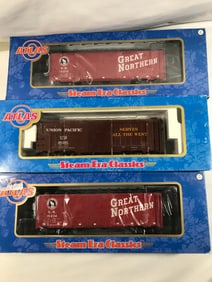 ATLAS
GREAT
NORTHERN
Steam Era Classics
ATLAS
UNION PACIFIC
SERVES
ALL THE WEST
Steam Era Classics
ATLAS
GREAT
NORTHERN
Steam Era Classics